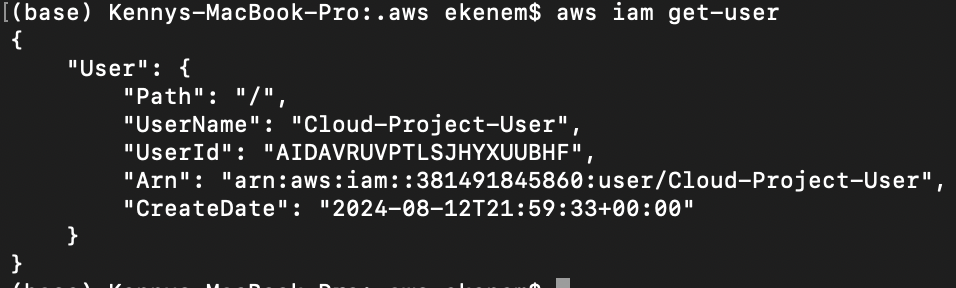 [(base) Kennys-MacBook-Pro:.aws ekenem$ aws iam get-user
{
    "User": {
        "Path": "/",
        "UserName": "Cloud-Project-User",
        "UserId": "AIDAVRUVPTLSJHYXUUBHF",
        "Arn": "arn:aws:iam::381491845860:user/Cloud-Project-User",
        "CreateDate": "2024-08-12T21:59:33+00:00"
    }
}
(base) Kennys-MacBook-Pro:.aws ekenem$